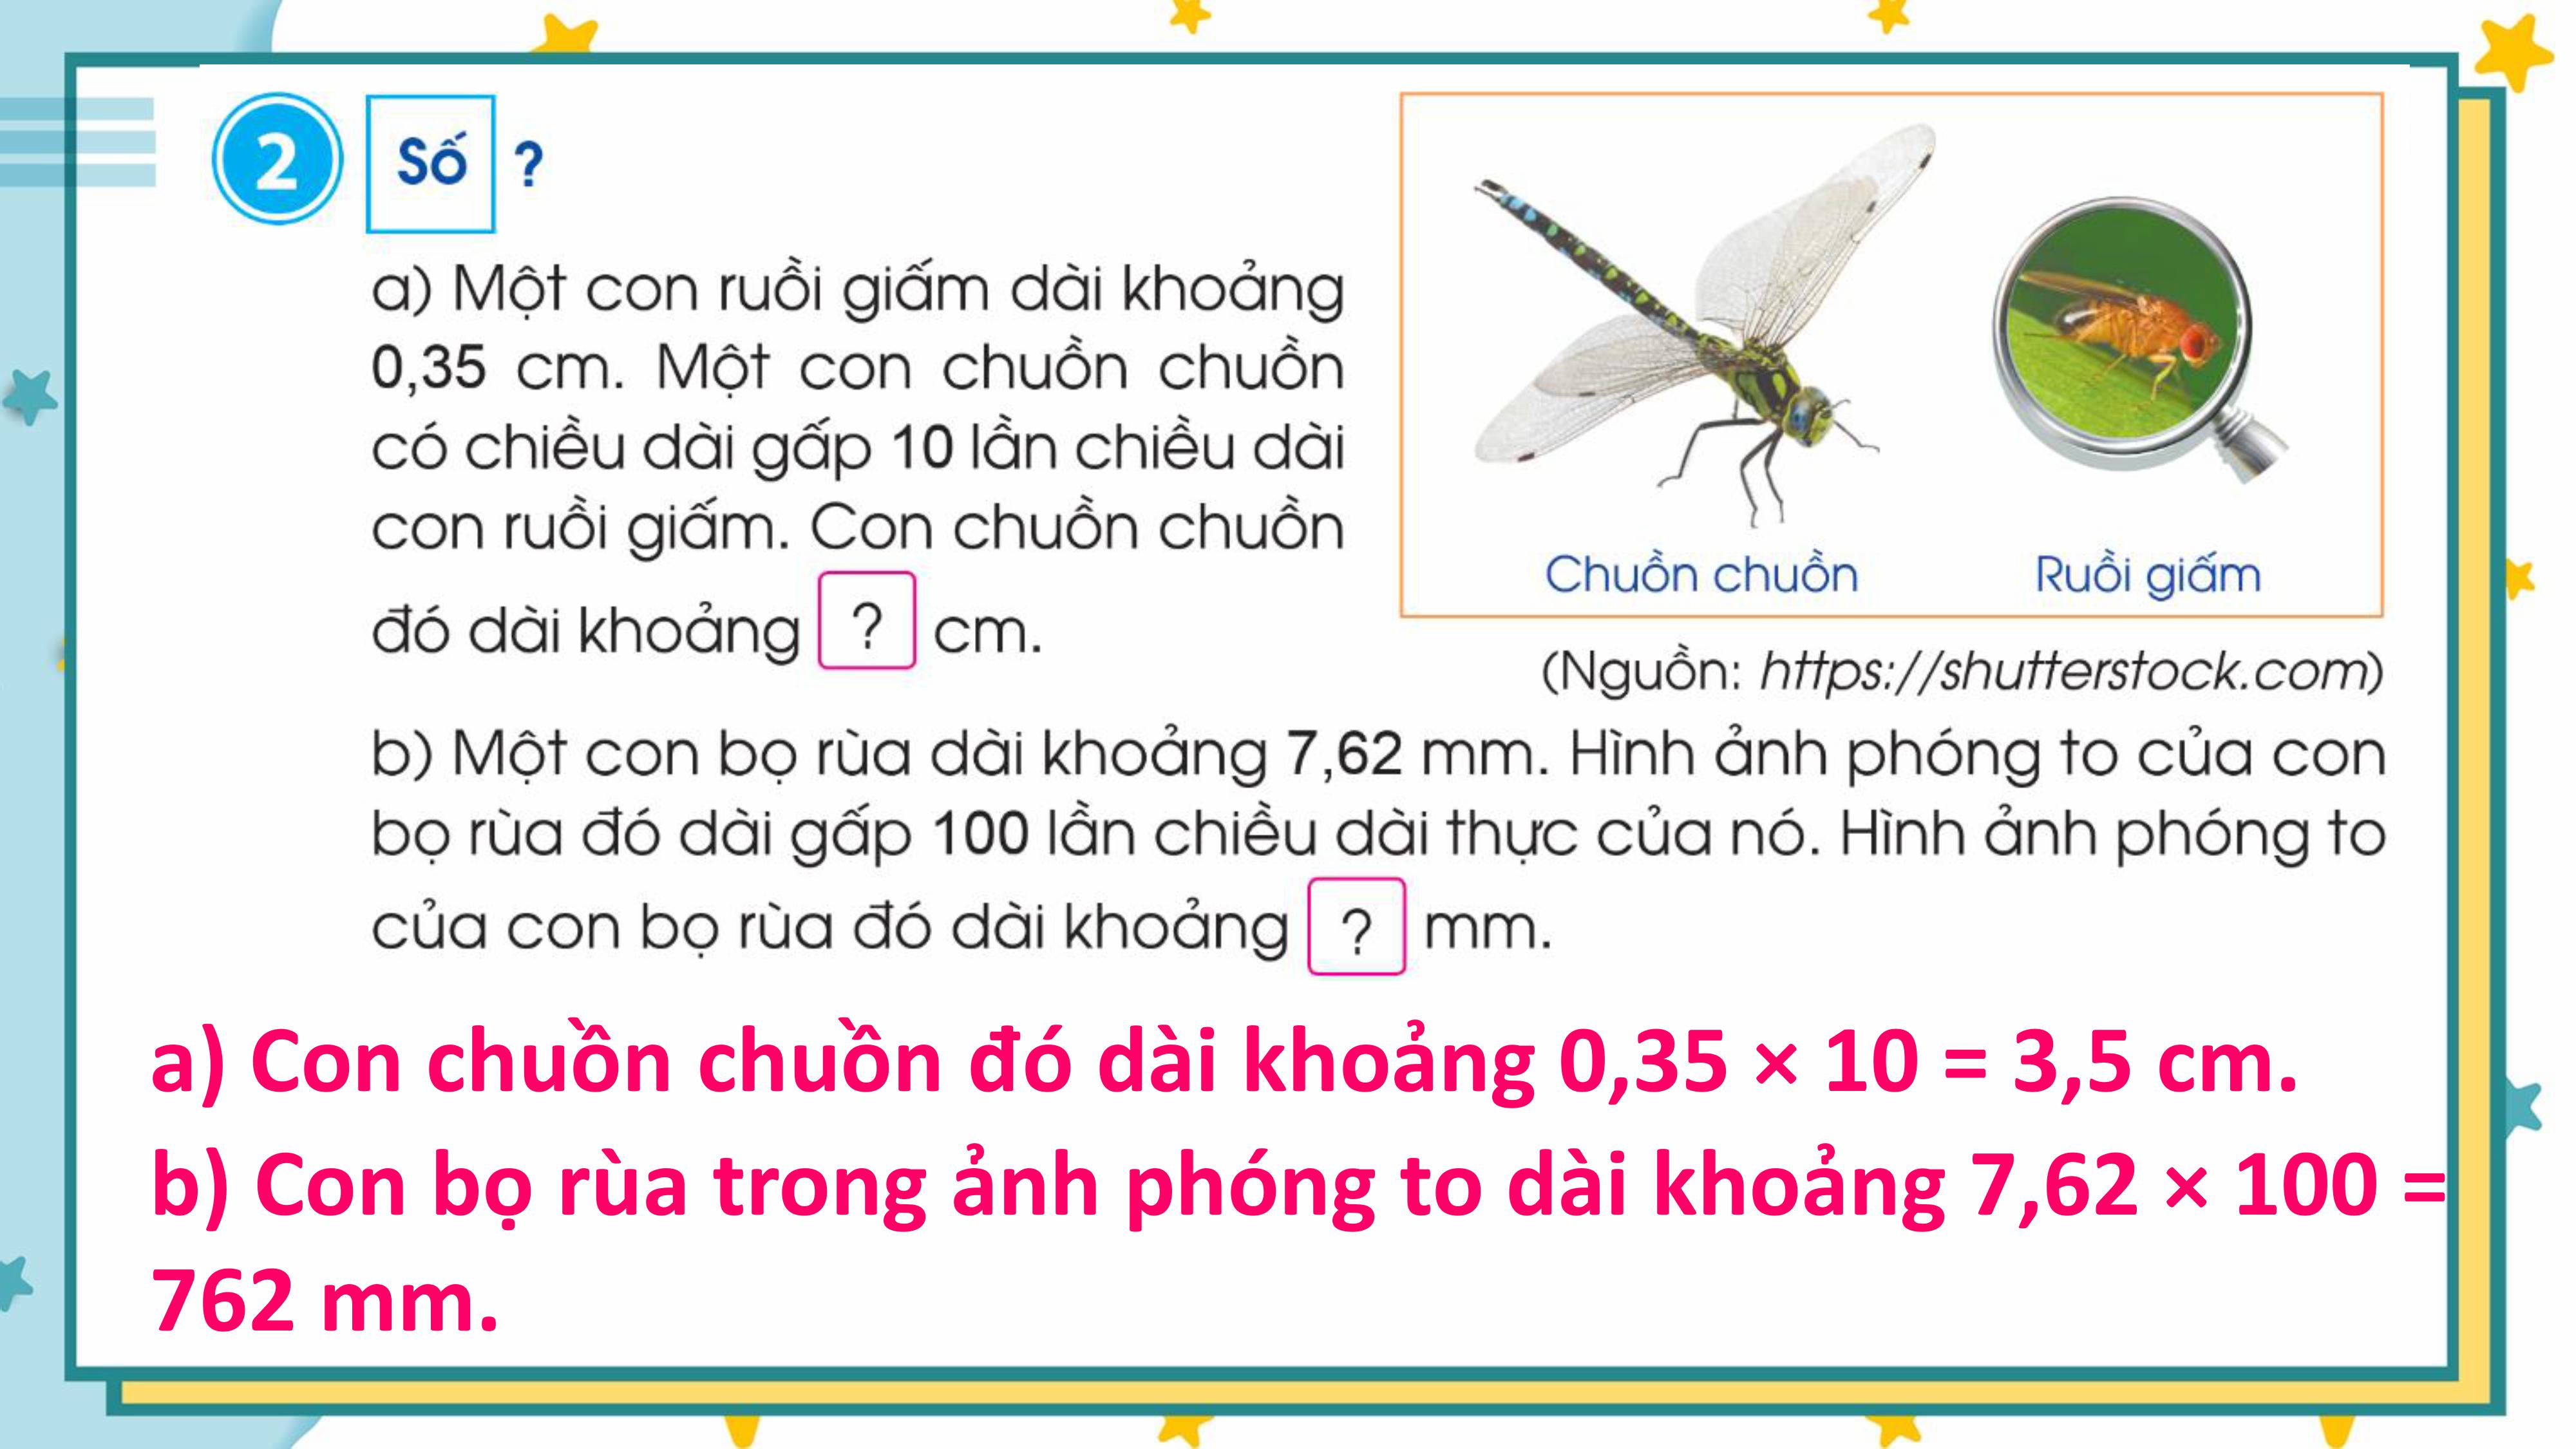 2 Số ?
a) Một con ruồi giấm dài khoảng
0,35 cm. Một con chuồn chuồn
có chiều dài gấp 10 lần chiều dài
con ruồi giấm. Con chuồn chuồn
đó dài khoảng ? cm.
Chuồn chuồn Ruồi giấm
(Nguồn: https://shutterstock.com)
b) Một con bọ rùa dài khoảng 7,62 mm. Hình ảnh phóng to của con
bọ rùa đó dài gấp 100 lần chiều dài thực của nó. Hình ảnh phóng to
của con bọ rùa đó dài khoảng ? mm.
a) Con chuồn chuồn đó dài khoảng 0,35 × 10 = 3,5 cm.
b) Con bọ rùa trong ảnh phóng to dài khoảng 7,62 × 100 =
762 mm.